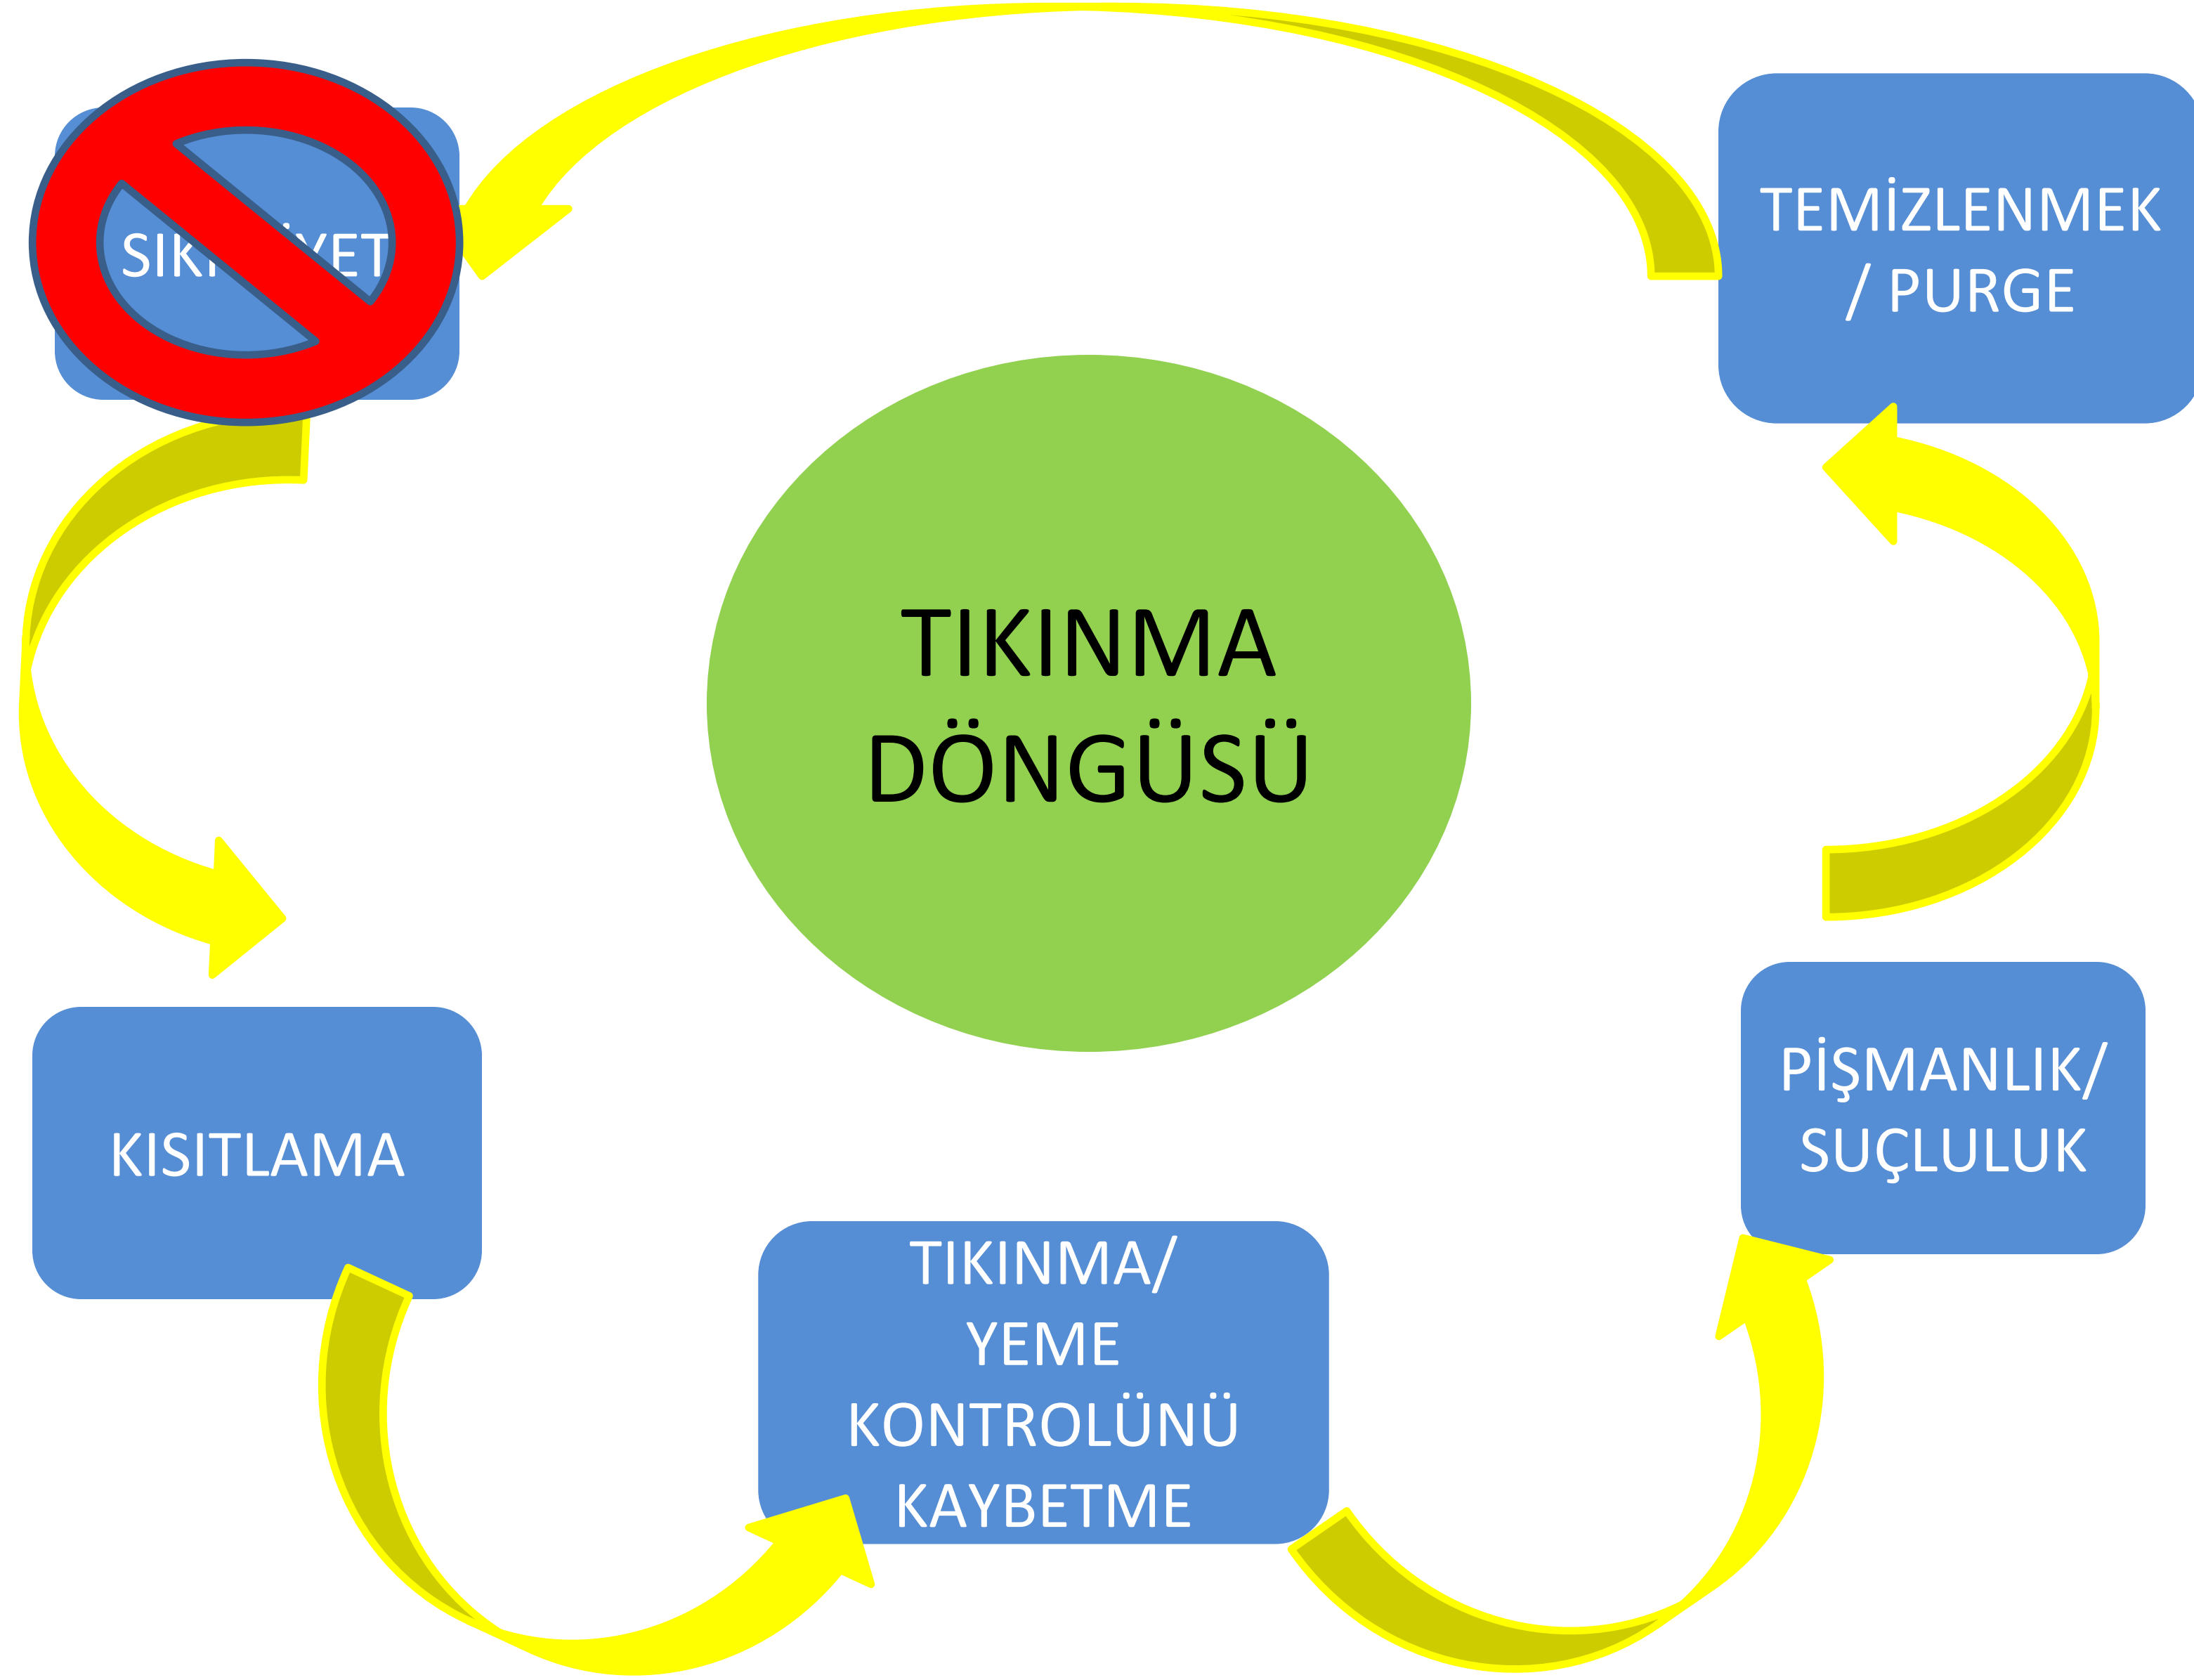 TEMİZLENMEK
/ PURGE
TIKINMA
DÖNGÜSÜ
PİŞMANLIK/
SUÇLULUK
KISITLAMA
TIKINMA/
YEME
KONTROLÜNÜ
KAYBETME